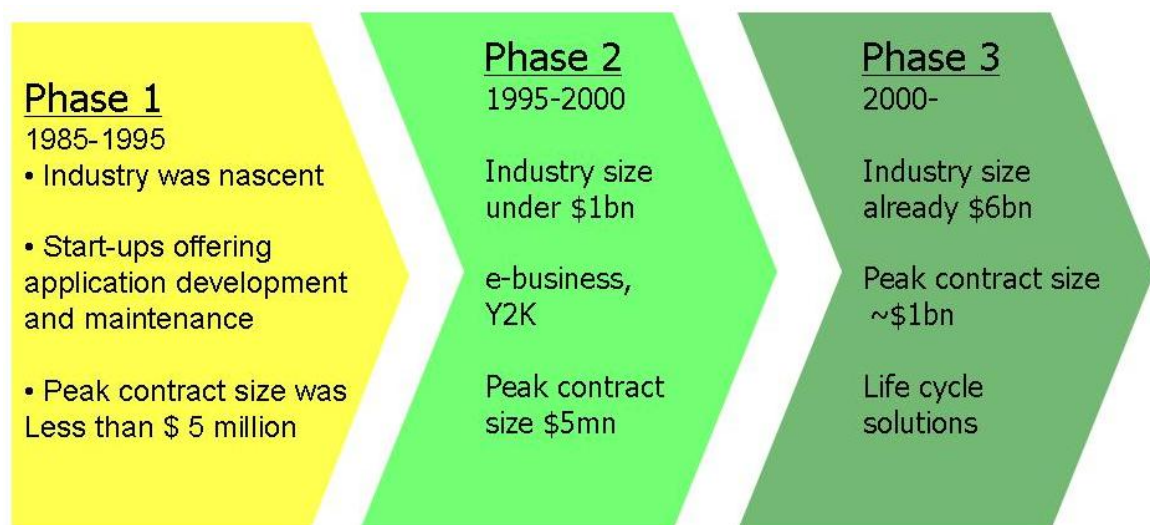 Phase 1
1985-1995
• Industry was nascent
• Start-ups offering
application development
and maintenance
• Peak contract size was
Less than $ 5 million
Phase 2
1995-2000
Industry size
under $1bn
e-business,
Y2K
Peak contract
size $5mn
Phase 3
2000-
Industry size
already $6bn
Peak contract size
~$1bn
Life cycle
solutions